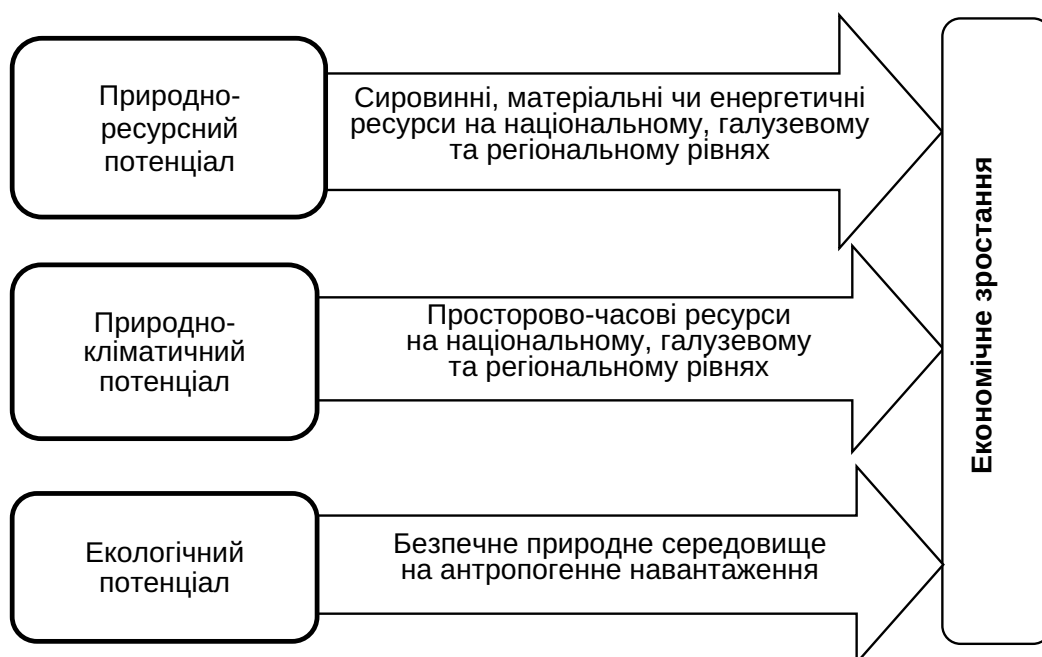 Природно-
ресурсний
потенціал
Сировинні, матеріальні чи енергетичні
ресурси на національному, галузевому
та регіональному рівнях
Природно-
кліматичний
потенціал
Просторово-часові ресурси
на національному, галузевому
та регіональному рівнях
Екологічний
потенціал
Безпечне природне середовище
на антропогенне навантаження
Економічне зростання